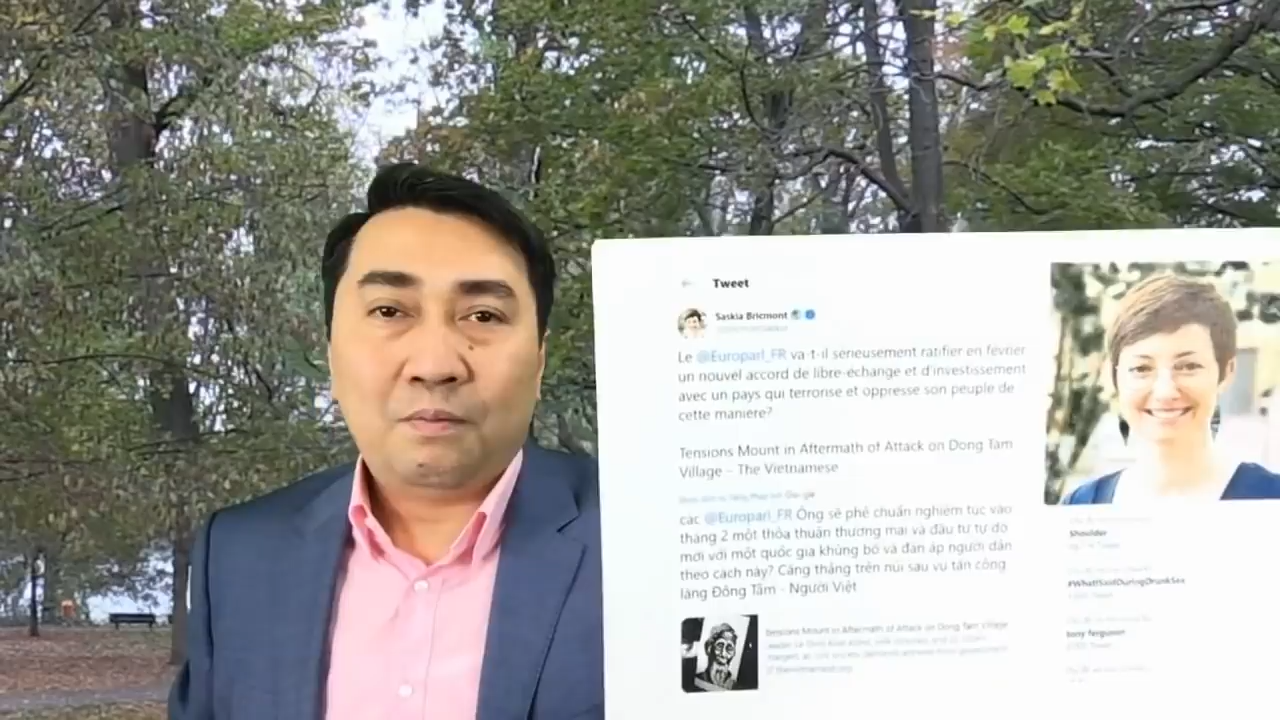 Tweet
Saskia Bricmont
Le @Europarl_FR va-t-il sérieusement ratifier en février
un nouvel accord de libre-échange et d'investissement
avec un pays qui terrorise et oppresse son peuple de
cette manière?
Tensions Mount in Aftermath of Attack on Dong Tam
Village – The Vietnamese
các @Europarl_FR Ông sẽ phê chuẩn nghiêm túc vào
tháng 2 một thỏa thuận thương mại và đầu tư tự do
mới với một quốc gia khủng bố và đàn áp người dân
theo cách này? Căng thẳng trên núi sau vụ tấn công
làng Đồng Tâm - Người Việt
Tensions Mount in Aftermath of Attack on Dong Tam Village
Shoulder
#WhatISaidDuringDrunkSex
tony ferguson